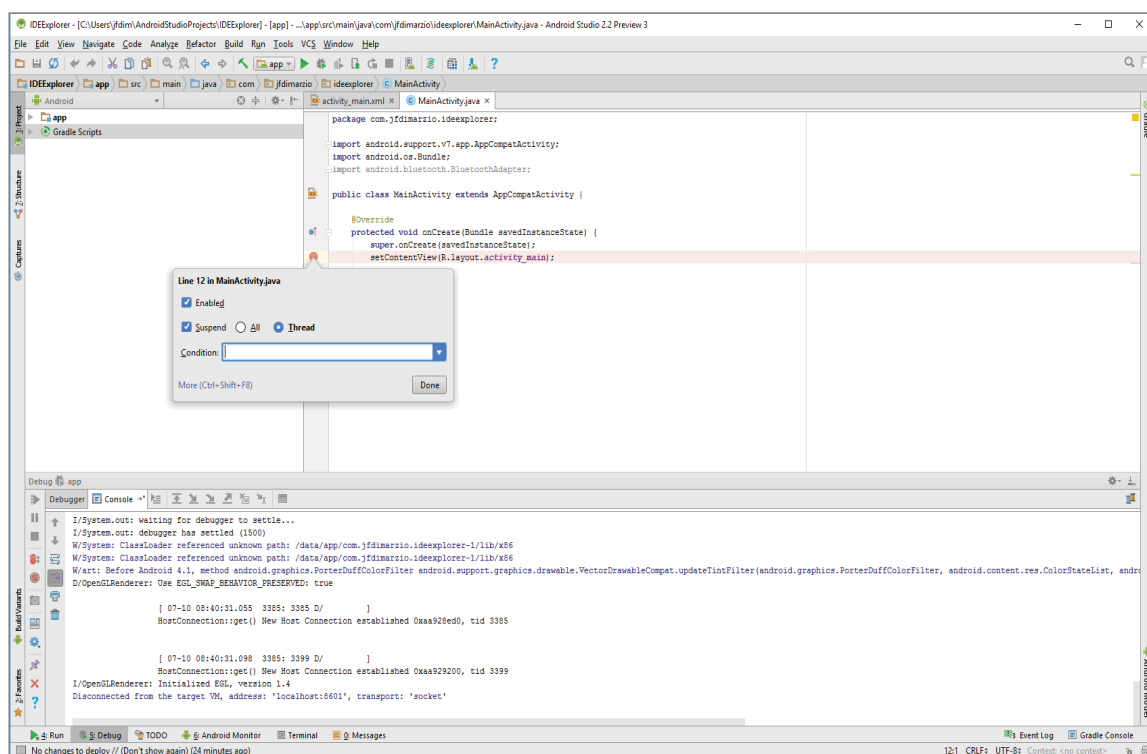 IDEExplorer - [C:\Users\jfdim\AndroidStudioProjects\IDEExplorer] - [app] - ...\app\src\main\java\com\jfdimarzio\ideexplorer\MainActivity.java - Android Studio 2.2 Preview 3
File Edit View Navigate Code Analyze Refactor Build Run Tools VCS Window Help
app
IDEExplorer app src main java com jfdimarzio ideexplorer MainActivity
Android
activity_main.xml × MainActivity.java ×
1: Project
app
Gradle Scripts
7: Structure
Captures
Gradle
package com.jfdimarzio.ideexplorer;
import android.support.v7.app.AppCompatActivity;
import android.os.Bundle;
import android.bluetooth.BluetoothAdapter;
public class MainActivity extends AppCompatActivity {
@Override
protected void onCreate(Bundle savedInstanceState) {
super.onCreate(savedInstanceState);
setContentView(R.layout.activity_main);
Line 12 in MainActivity.java
Enabled
Suspend All Thread
Condition:
More (Ctrl+Shift+F8) Done
Debug app
Debugger Console
I/System.out: waiting for debugger to settle...
I/System.out: debugger has settled (1500)
W/System: ClassLoader referenced unknown path: /data/app/com.jfdimarzio.ideexplorer-1/lib/x86
W/System: ClassLoader referenced unknown path: /data/app/com.jfdimarzio.ideexplorer-1/lib/x86
W/art: Before Android 4.1, method android.graphics.PorterDuffColorFilter android.support.graphics.drawable.VectorDrawableCompat.updateTintFilter(android.graphics.PorterDuffColorFilter, android.content.res.ColorStateList, andro
D/OpenGLRenderer: Use EGL_SWAP_BEHAVIOR_PRESERVED: true
[ 07-10 08:40:31.055 3385: 3385 D/ ]
HostConnection::get() New Host Connection established 0xaa928ed0, tid 3385
[ 07-10 08:40:31.098 3385: 3399 D/ ]
HostConnection::get() New Host Connection established 0xaa929200, tid 3399
I/OpenGLRenderer: Initialized EGL, version 1.4
Disconnected from the target VM, address: 'localhost:8601', transport: 'socket'
Build Variants
2: Favorites
Android Model
4: Run 5: Debug TODO 6: Android Monitor Terminal 0: Messages 3 Event Log Gradle Console
No changes to deploy // (Don't show again) (24 minutes ago) 12:1 CRLF÷ UTF-8÷ Context: <no context>